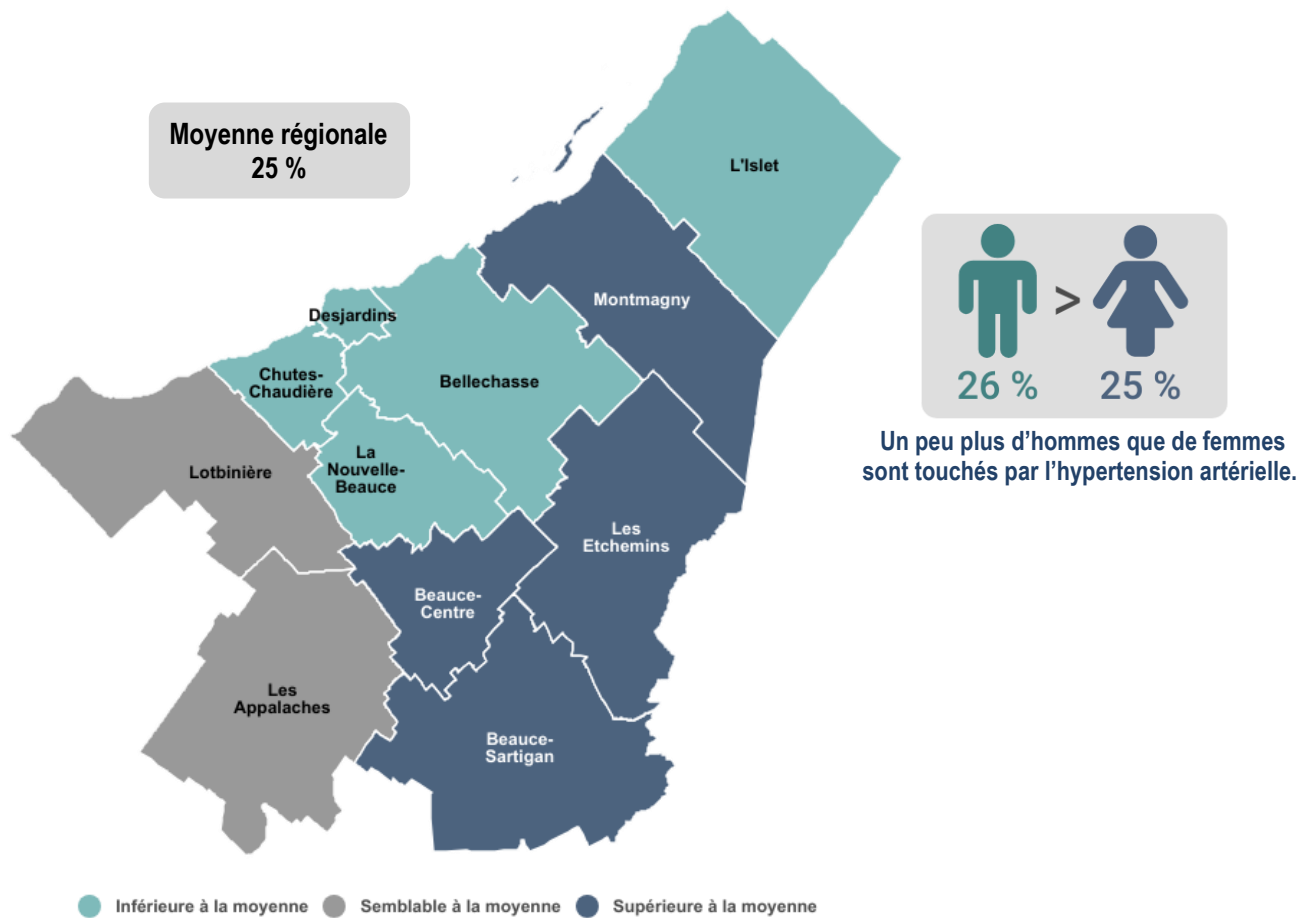 Moyenne régionale
25 %
L'Islet
Montmagny
Desjardins
Chutes-
Chaudière
Bellechasse
La
Nouvelle-
Beauce
Lotbinière
Les
Etchemins
Beauce-
Centre
Les
Appalaches
Beauce-
Sartigan
>
26 %
25 %
Un peu plus d’hommes que de femmes
sont touchés par l’hypertension artérielle.
Inférieure à la moyenne
Semblable à la moyenne
Supérieure à la moyenne